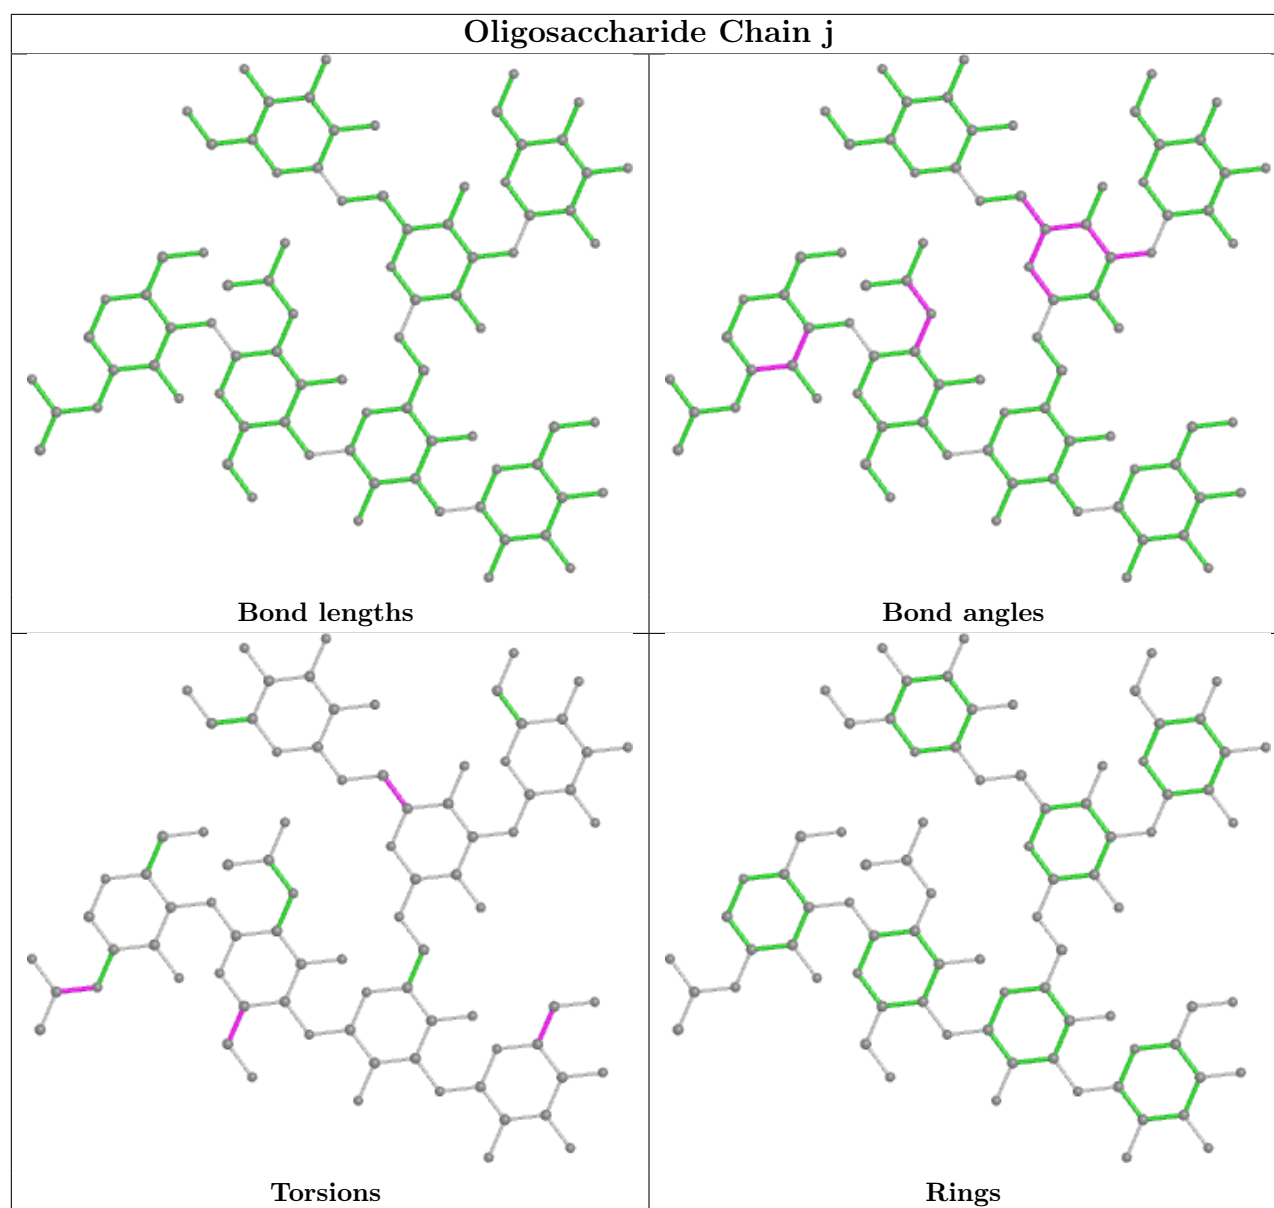 Oligosaccharide Chain j
Bond lengths
Bond angles
Torsions
Rings